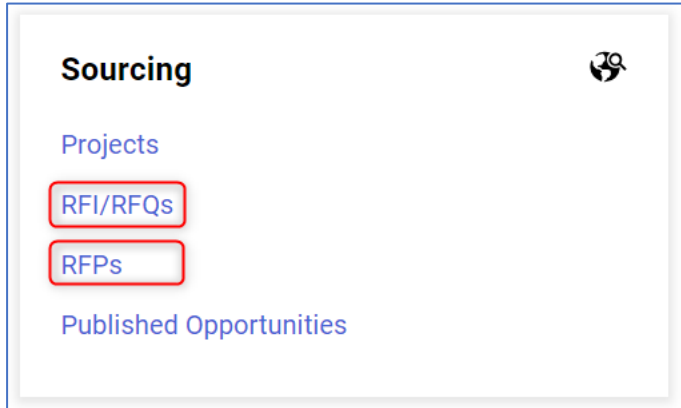 Sourcing
Projects
RFI/RFQs
RFPs
Published Opportunities